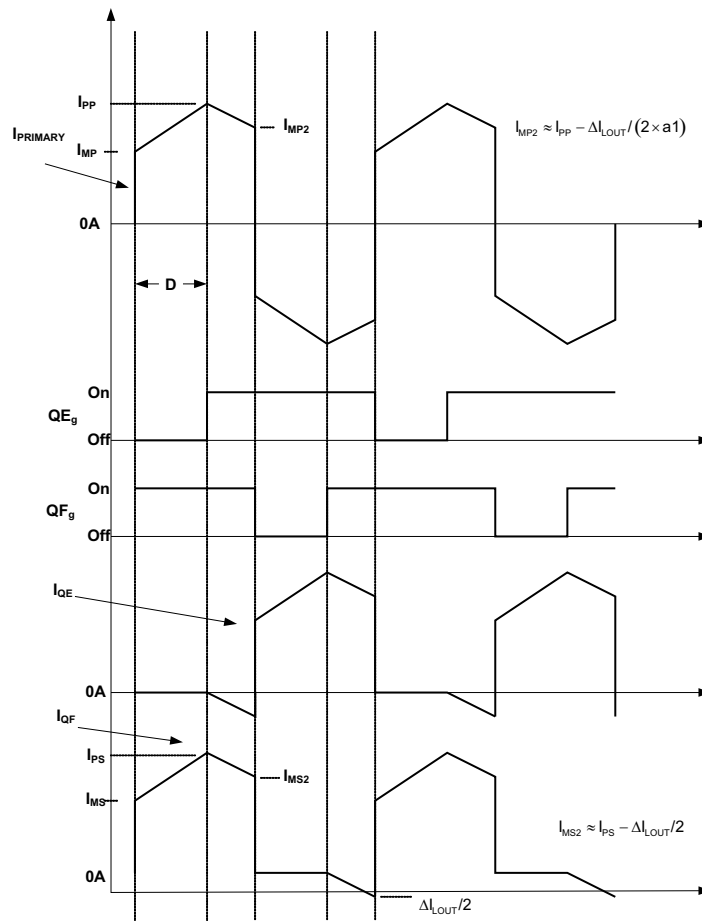 I_PP
I_MP2
I_MP2 ≈ I_PP − ΔI_LOUT/(2×a1)
I_PRIMARY
I_MP
0A
D
On
QE_g
Off
On
QF_g
Off
I_QE
0A
I_QF
I_PS
I_MS2
I_MS
I_MS2 ≈ I_PS − ΔI_LOUT/2
0A
ΔI_LOUT/2